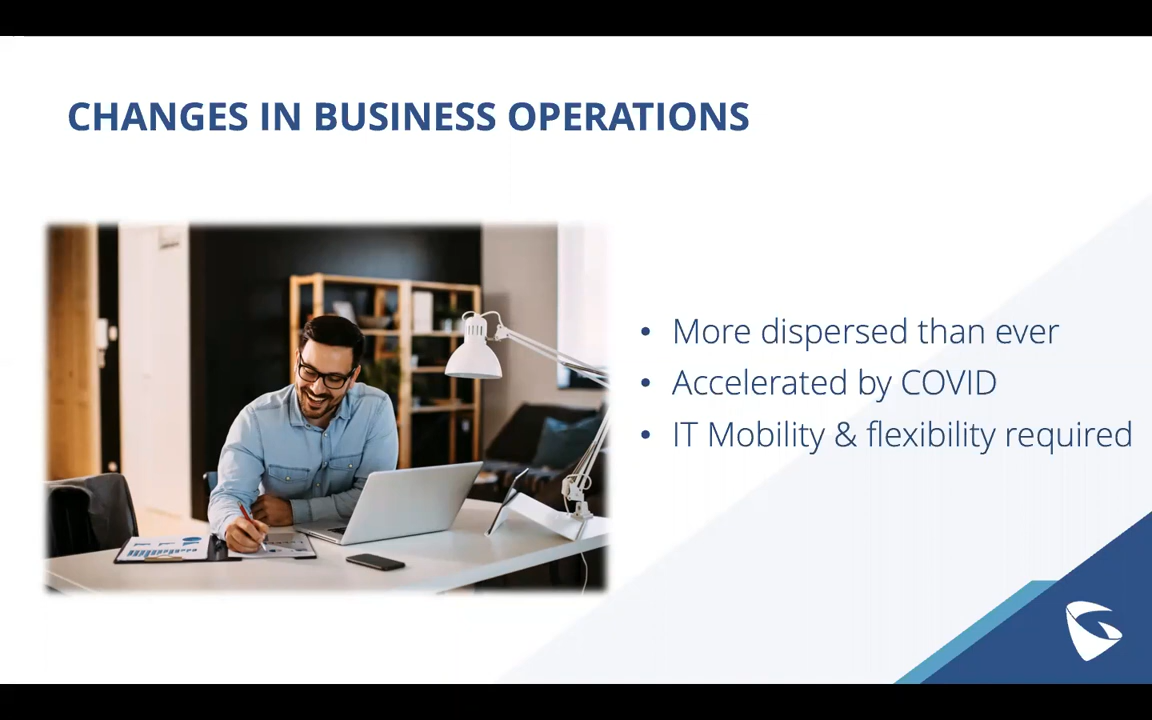 CHANGES IN BUSINESS OPERATIONS
• More dispersed than ever
• Accelerated by COVID
• IT Mobility & flexibility required